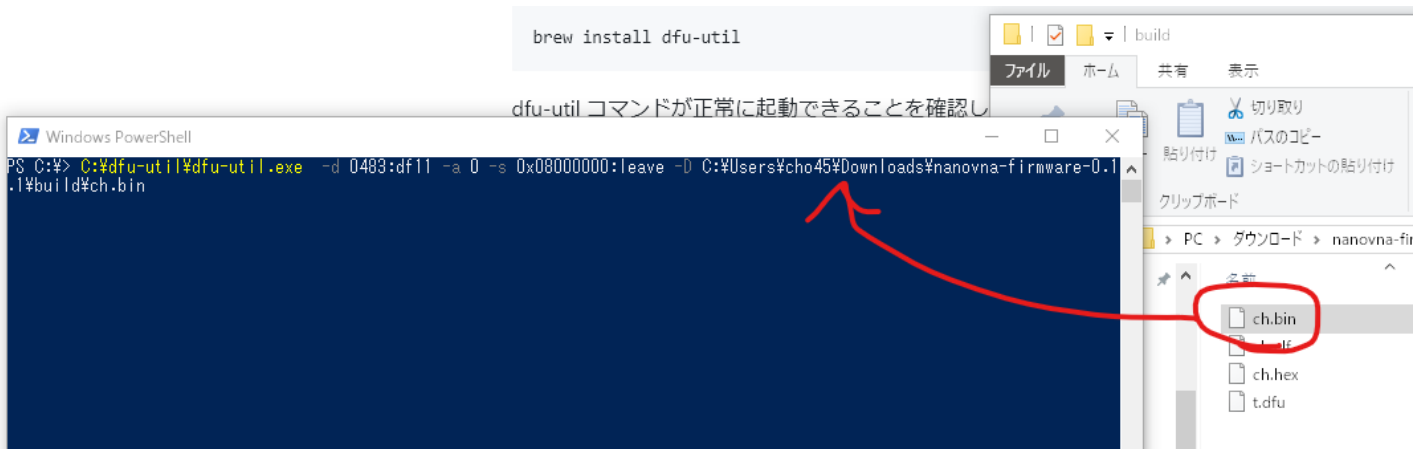 brew install dfu-util
dfu-util コマンドが正常に起動できることを確認し
build
ファイル ホーム 共有 表示
切り取り
パスのコピー
貼り付け
ショートカットの貼り付け
クリップボード
Windows PowerShell
PS C:¥> C:¥dfu-util¥dfu-util.exe -d 0483:df11 -a 0 -s 0x08000000:leave -D C:¥Users¥cho45¥Downloads¥nanovna-firmware-0.1
.1¥build¥ch.bin
PC > ダウンロード > nanovna-fir
名前
ch.bin
ch.hex
t.dfu